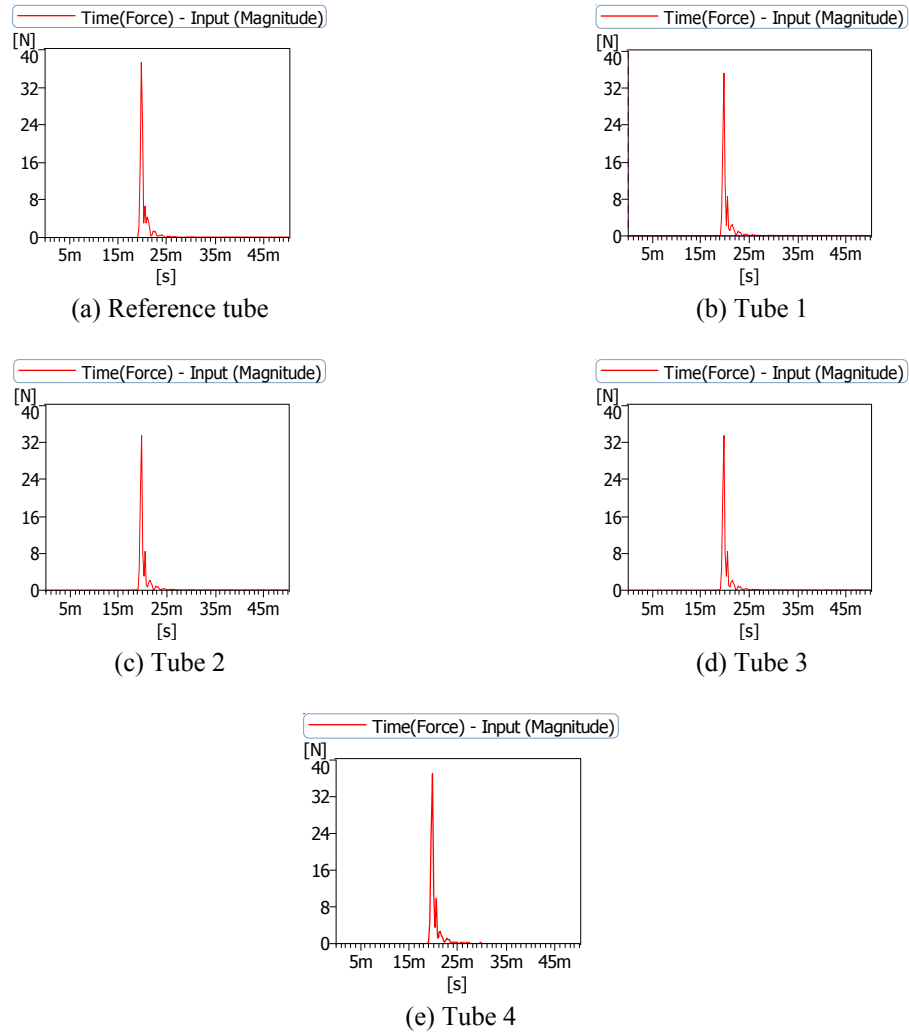 Time(Force) - Input (Magnitude)
[N]
40
32
24
16
8
0
5m 15m 25m 35m 45m
[s]
(a) Reference tube
Time(Force) - Input (Magnitude)
[N]
40
32
24
16
8
0
5m 15m 25m 35m 45m
[s]
(b) Tube 1
Time(Force) - Input (Magnitude)
[N]
40
32
24
16
8
0
5m 15m 25m 35m 45m
[s]
(c) Tube 2
Time(Force) - Input (Magnitude)
[N]
40
32
24
16
8
0
5m 15m 25m 35m 45m
[s]
(d) Tube 3
Time(Force) - Input (Magnitude)
[N]
40
32
24
16
8
0
5m 15m 25m 35m 45m
[s]
(e) Tube 4